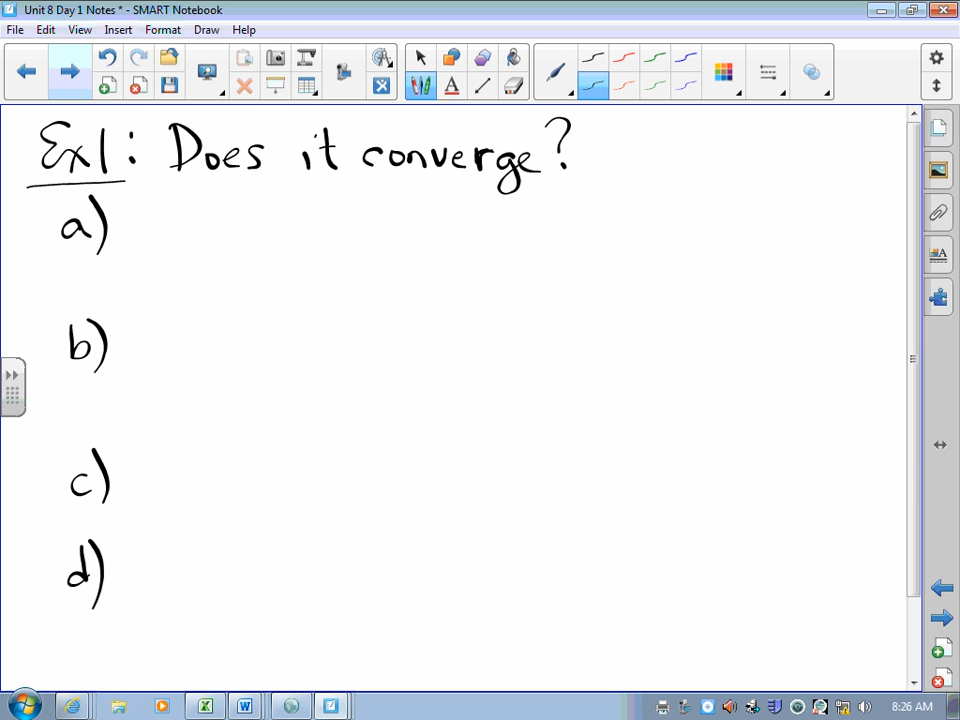 Unit 8 Day 1 Notes * - SMART Notebook
File Edit View Insert Format Draw Help
Ex1: Does it converge?
a)
b)
c)
d)
8:26 AM